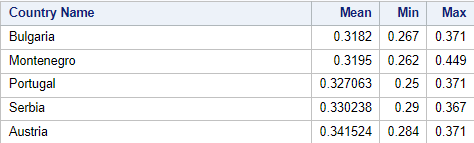 Country Name Mean Min Max
Bulgaria 0.3182 0.267 0.371
Montenegro 0.3195 0.262 0.449
Portugal 0.327063 0.25 0.371
Serbia 0.330238 0.29 0.367
Austria 0.341524 0.284 0.371